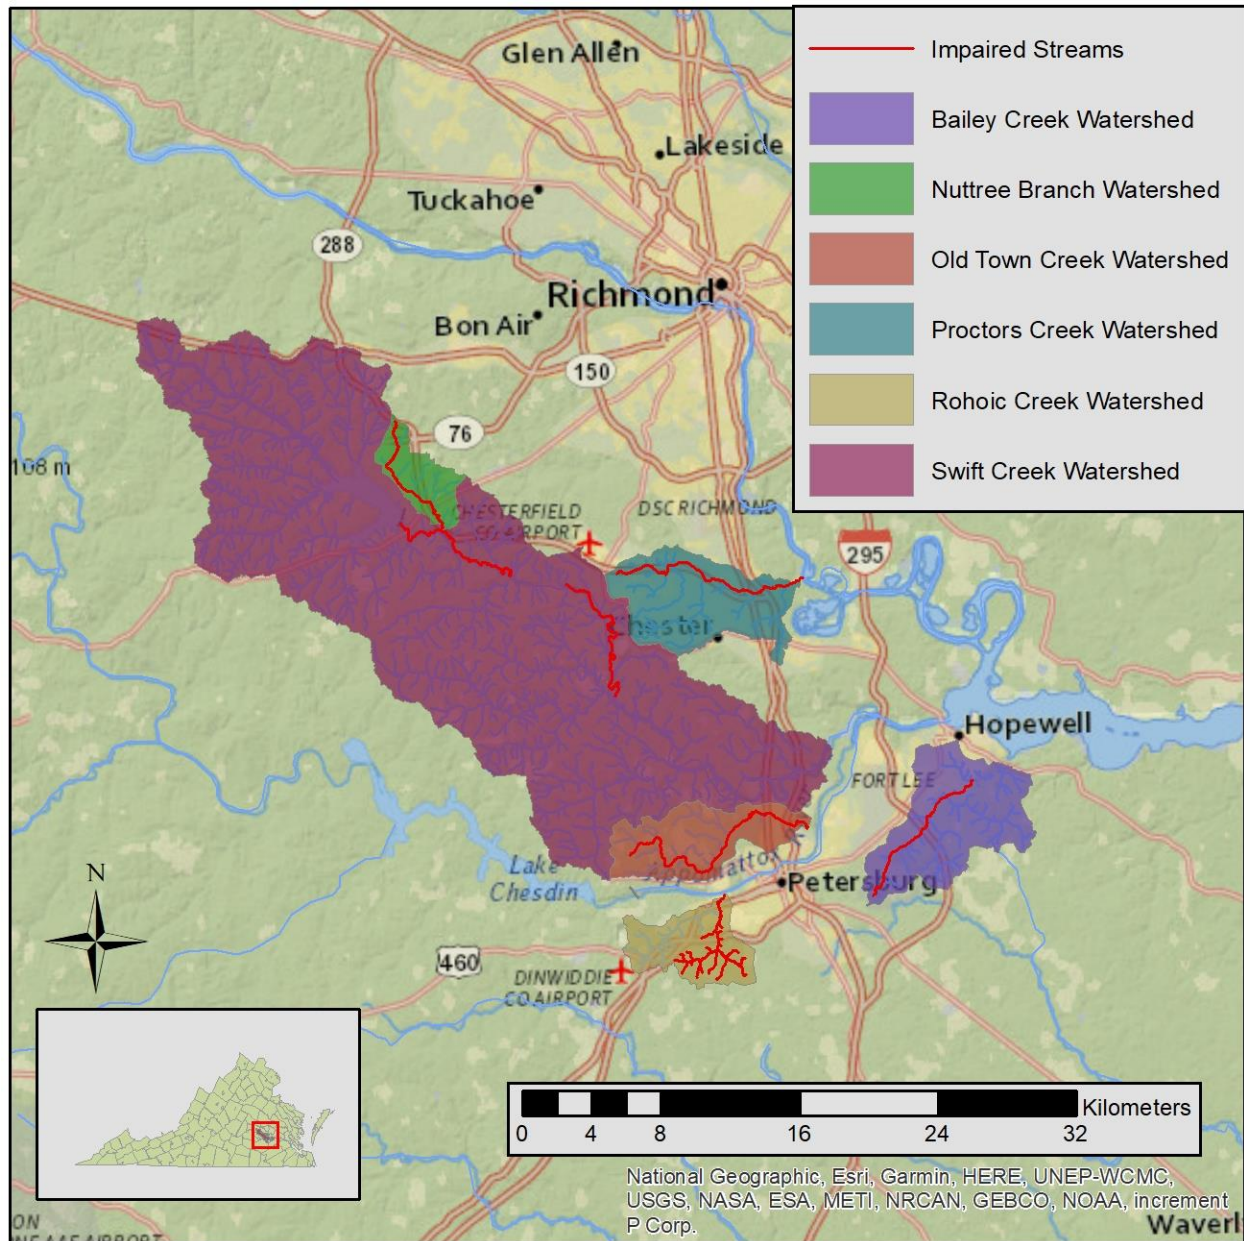 Glen Allen
Lakeside
Tuckahoe
288
Richmond
Bon Air
150
76
108 m
CHESTERFIELD
CO AIRPORT
DSC RICHMOND
295
Chester
Hopewell
FORT LEE
Lake
Chesdin
Appomattox
Petersburg
460
DINWIDDIE
CO AIRPORT
N
Impaired Streams
Bailey Creek Watershed
Nuttree Branch Watershed
Old Town Creek Watershed
Proctors Creek Watershed
Rohoic Creek Watershed
Swift Creek Watershed
Kilometers
0 4 8 16 24 32
National Geographic, Esri, Garmin, HERE, UNEP-WCMC,
USGS, NASA, ESA, METI, NRCAN, GEBCO, NOAA, increment
P Corp.
Waverl
ON